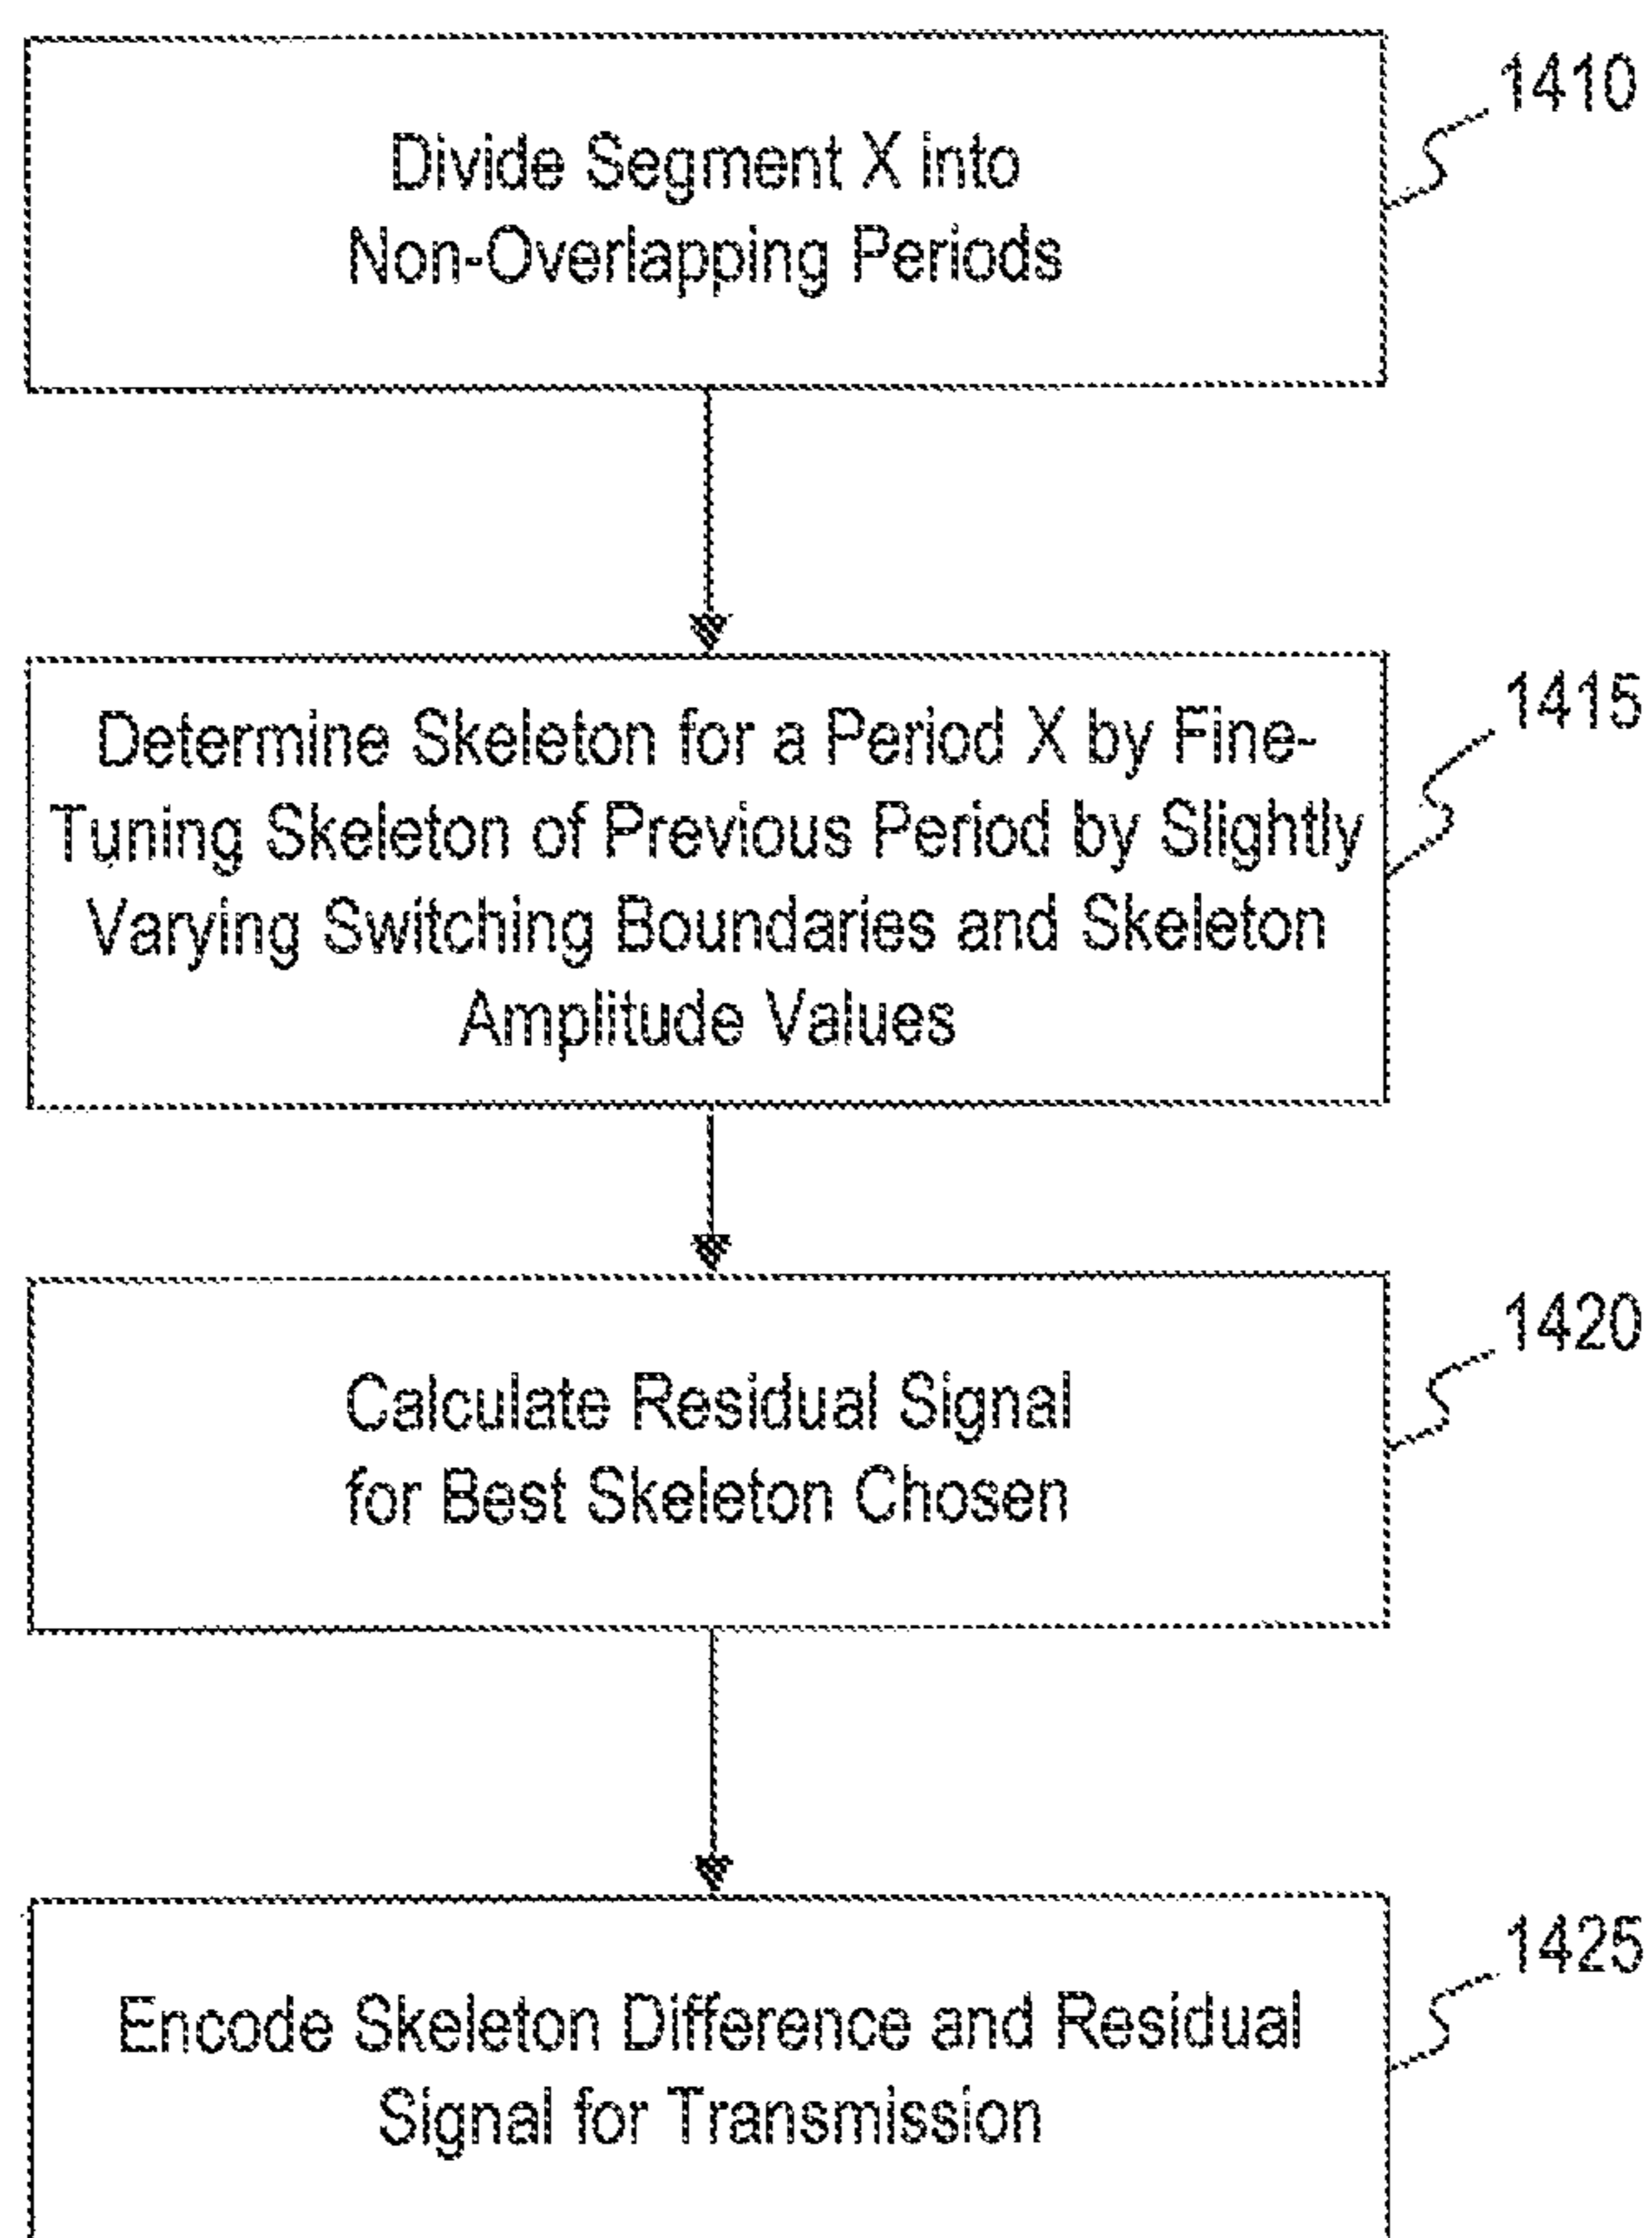 1410
Divide Segment X into
Non-Overlapping Periods
1415
Determine Skeleton for a Period X by Fine-
Tuning Skeleton of Previous Period by Slightly
Varying Switching Boundaries and Skeleton
Amplitude Values
1420
Calculate Residual Signal
for Best Skeleton Chosen
1425
Encode Skeleton Difference and Residual
Signal for Transmission